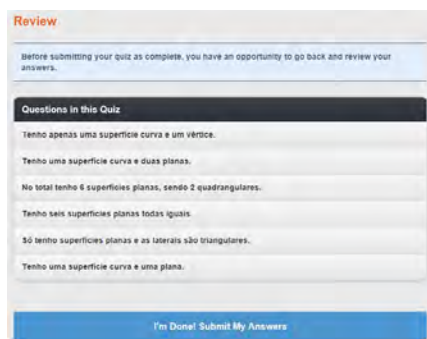 Review
Before submitting your quiz as complete, you have an opportunity to go back and review your
answers.
Questions in this Quiz
Tenho apenas uma superfície curva e um vértice.
Tenho uma superfície curva e duas planas.
No total tenho 6 superfícies planas, sendo 2 quadrangulares.
Tenho seis superfícies planas todas iguais.
Só tenho superfícies planas e as laterais são triangulares.
Tenho uma superfície curva e uma plana.
I'm Done! Submit My Answers